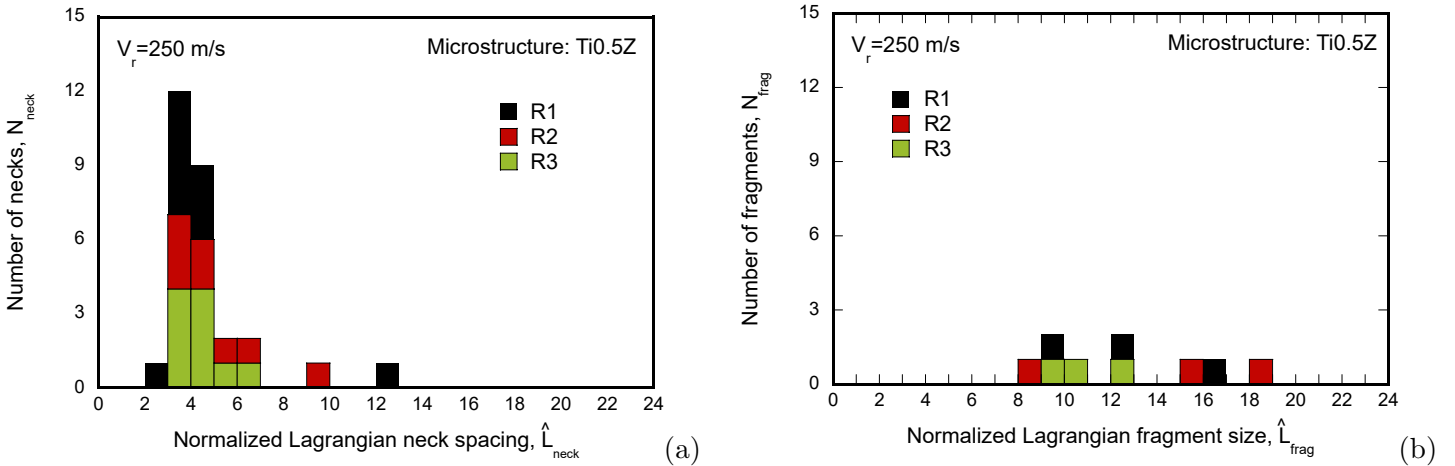 V_r=250 m/s
Microstructure: Ti0.5Z
R1
R2
R3
Number of necks, N_neck
15
12
9
6
3
0
0 2 4 6 8 10 12 14 16 18 20 22 24
Normalized Lagrangian neck spacing, L̂_neck
(a)
V_r=250 m/s
Microstructure: Ti0.5Z
R1
R2
R3
Number of fragments, N_frag
15
12
9
6
3
0
0 2 4 6 8 10 12 14 16 18 20 22 24
Normalized Lagrangian fragment size, L̂_frag
(b)